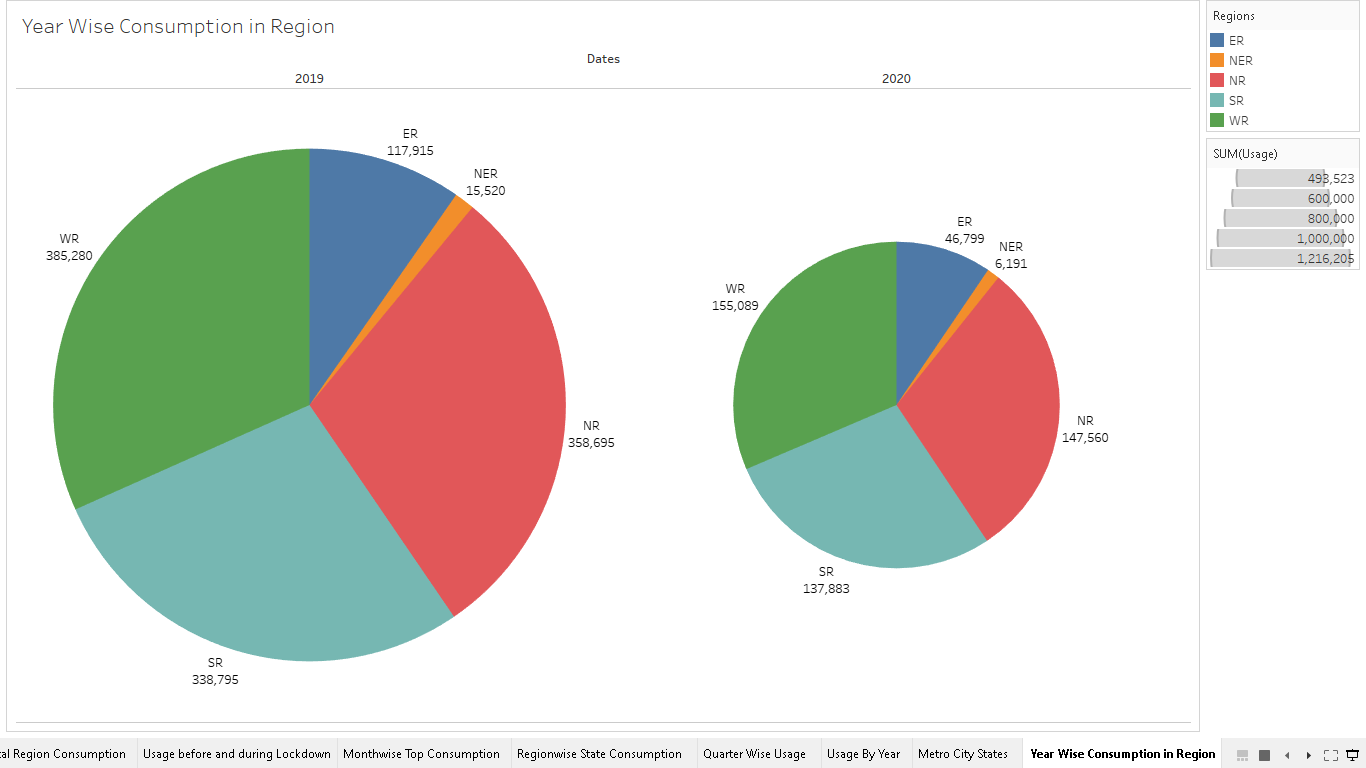 Year Wise Consumption in Region
Dates
2019
2020
ER
117,915
NER
15,520
WR
385,280
NR
358,695
SR
338,795
ER
46,799
NER
6,191
WR
155,089
NR
147,560
SR
137,883
Regions
ER
NER
NR
SR
WR
SUM(Usage)
493,523
600,000
800,000
1,000,000
1,216,205
al Region Consumption
Usage before and during Lockdown
Monthwise Top Consumption
Regionwise State Consumption
Quarter Wise Usage
Usage By Year
Metro City States
Year Wise Consumption in Region